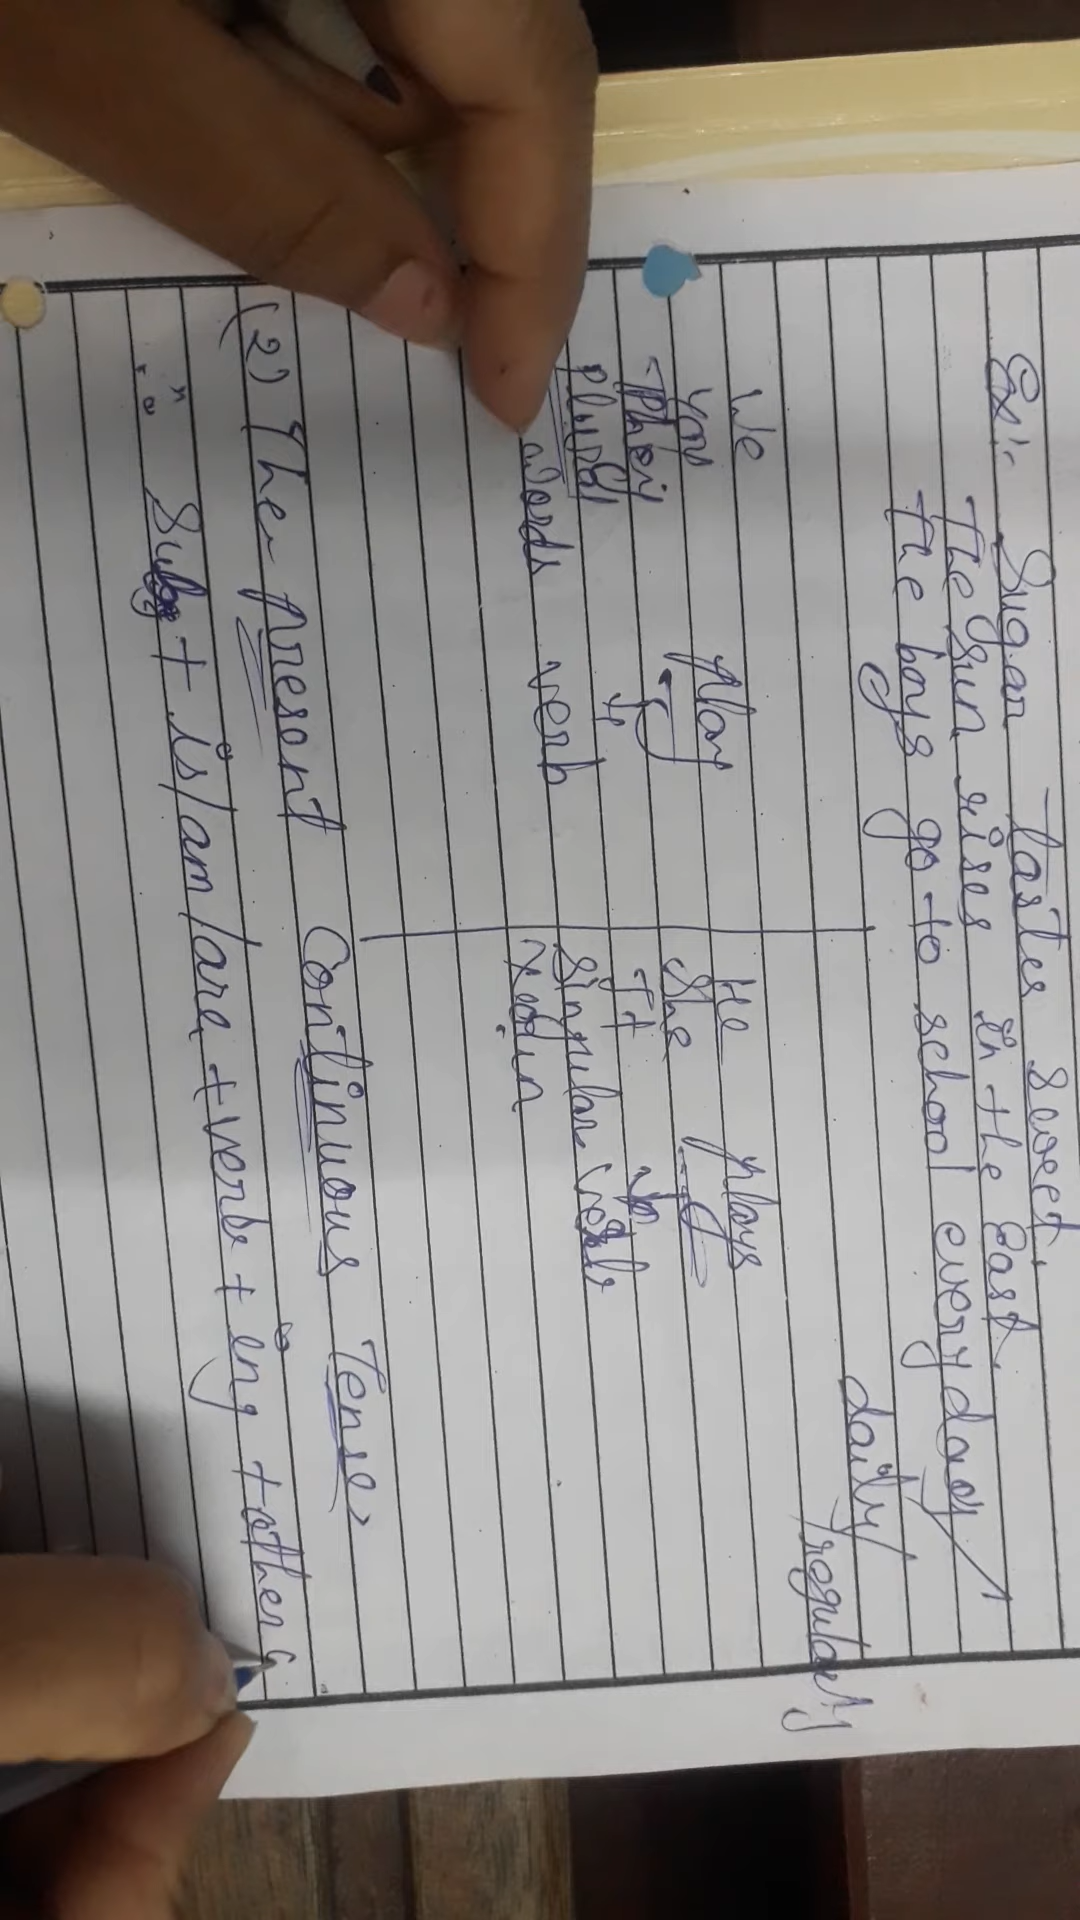 Ex:- Sugar tastes sweet.
The sun rises in the East.
The boys go to school everyday/
daily/
regularly
We play
You
They
Plural
words verb
He plays
She
It
Singular verb
(2) The present Continuous Tense
Sub + is/am/are + verb + ing + other